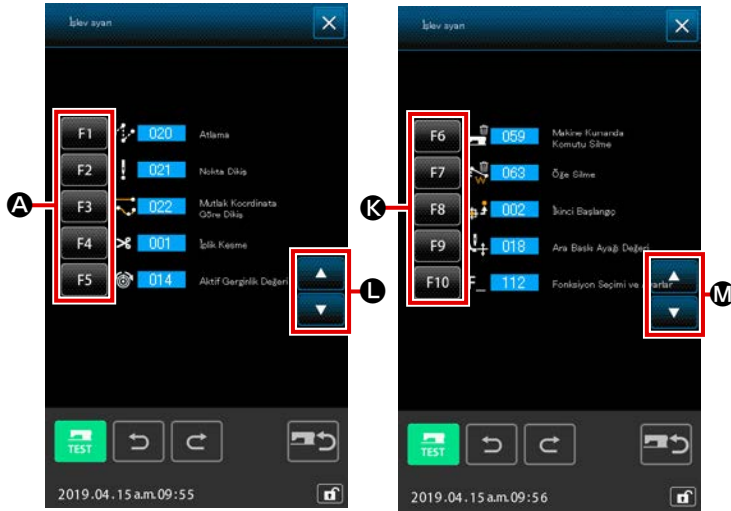 İşlev ayarı
F1 020 Atlama
F2 021 Nokta Dikiş
F3 022 Mutlak Koordinata
Göre Dikiş
F4 001 İplik Kesme
F5 014 Aktif Gerginlik Değeri
A
L
TEST
2019.04.15 a.m. 09:55
İşlev ayarı
F6 059 Makine Kumanda
Komutu Silme
F7 063 Öğe Silme
F8 002 İkinci Başlangıç
F9 018 Ara Baskı Ayağı Değeri
F10 F_ 112 Fonksiyon Seçimi ve Ayarlar
K
M
TEST
2019.04.15 a.m. 09:56